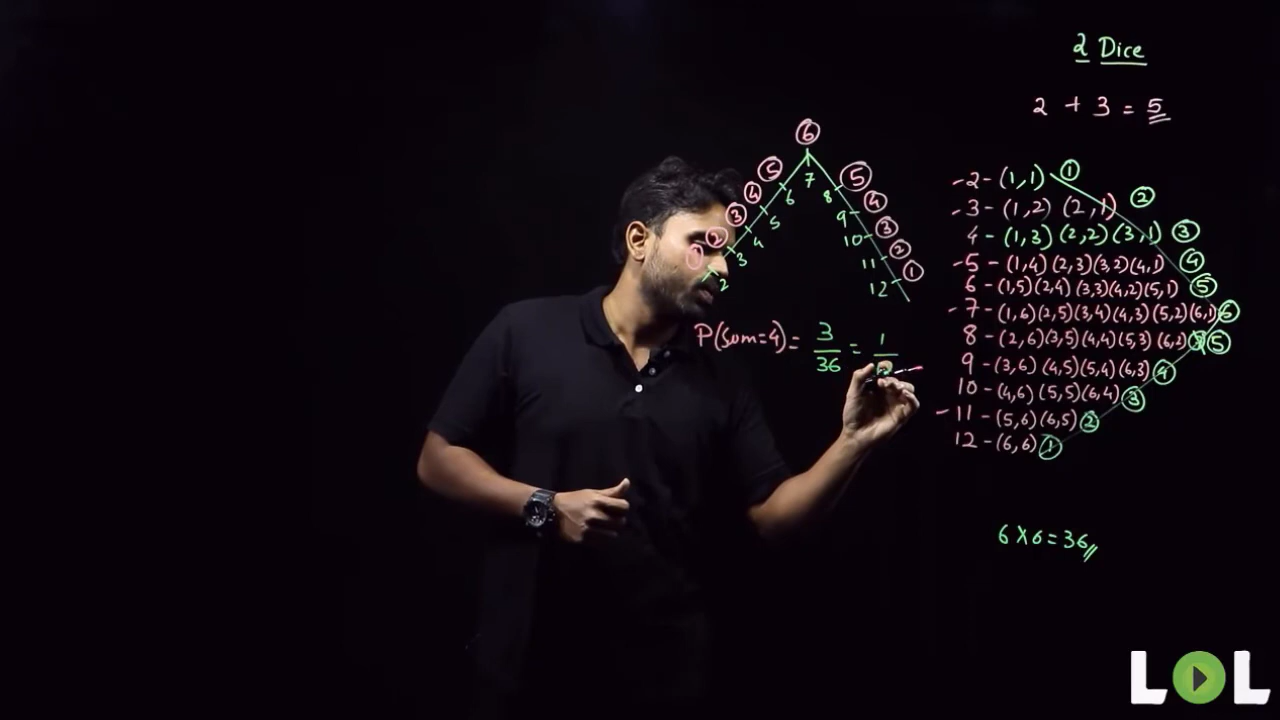 2 Dice
2 + 3 = 5
2 - (1,1) 1
3 - (1,2) (2,1) 2
4 - (1,3) (2,2) (3,1) 3
5 - (1,4) (2,3) (3,2) (4,1) 4
6 - (1,5) (2,4) (3,3) (4,2) (5,1) 5
7 - (1,6) (2,5) (3,4) (4,3) (5,2) (6,1) 6
8 - (2,6) (3,5) (4,4) (5,3) (6,2) 5
9 - (3,6) (4,5) (5,4) (6,3) 4
10 - (4,6) (5,5) (6,4) 3
11 - (5,6) (6,5) 2
12 - (6,6) 1
6 X 6 = 36
6
5 7 5
4 6 8 4
3 5 9 3
2 4 10 2
3 11 1
2 12
P(Sum=4) = 3/36 = 1/
LOL